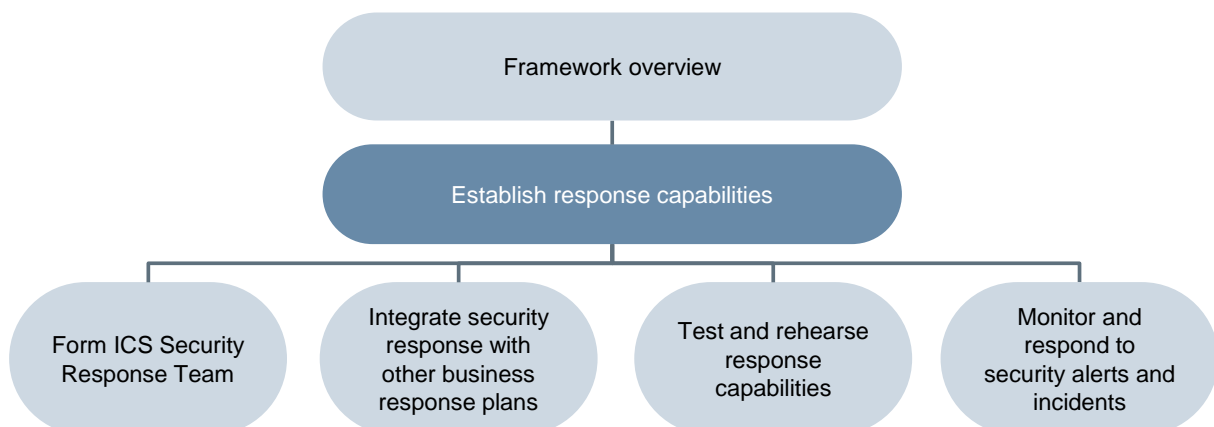 Framework overview
Establish response capabilities
Form ICS Security
Response Team
Integrate security
response with
other business
response plans
Test and rehearse
response
capabilities
Monitor and
respond to
security alerts and
incidents